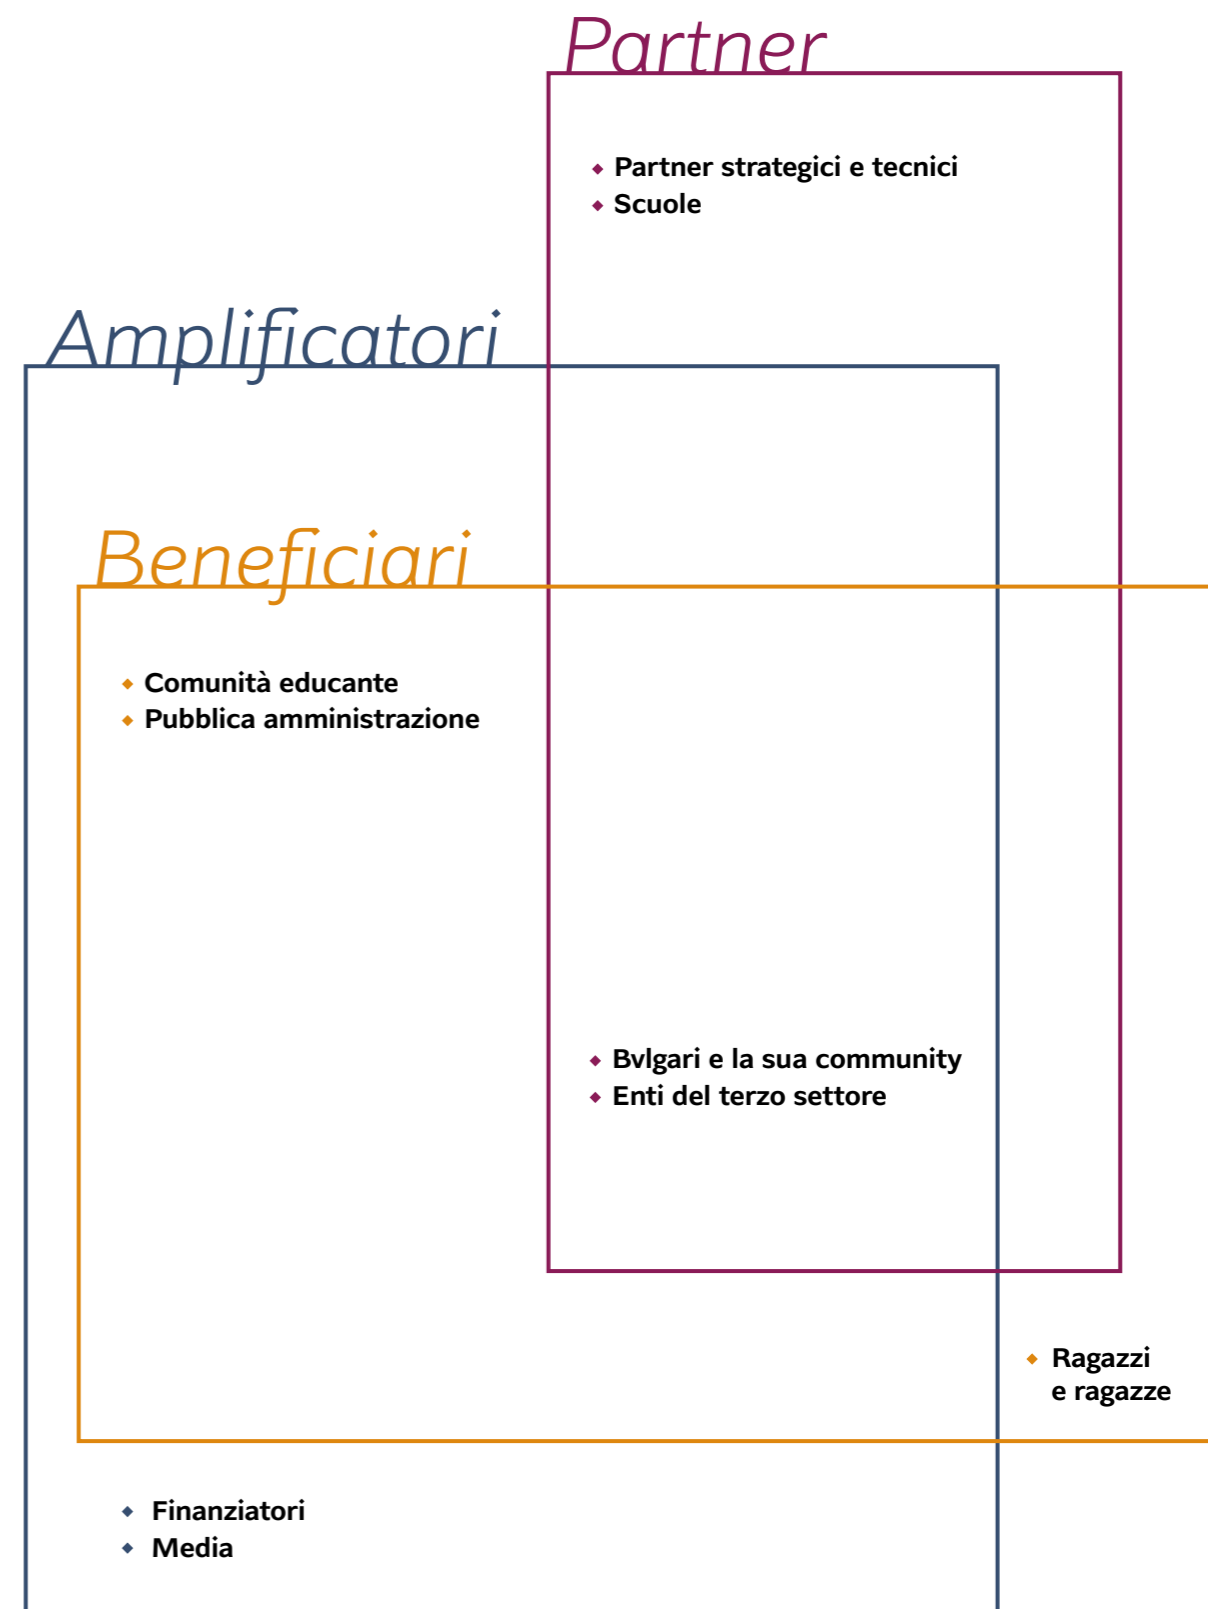 Partner
Partner strategici e tecnici
Scuole
Amplificatori
Beneficiari
Comunità educante
Pubblica amministrazione
Bvlgari e la sua community
Enti del terzo settore
Ragazzi
e ragazze
Finanziatori
Media